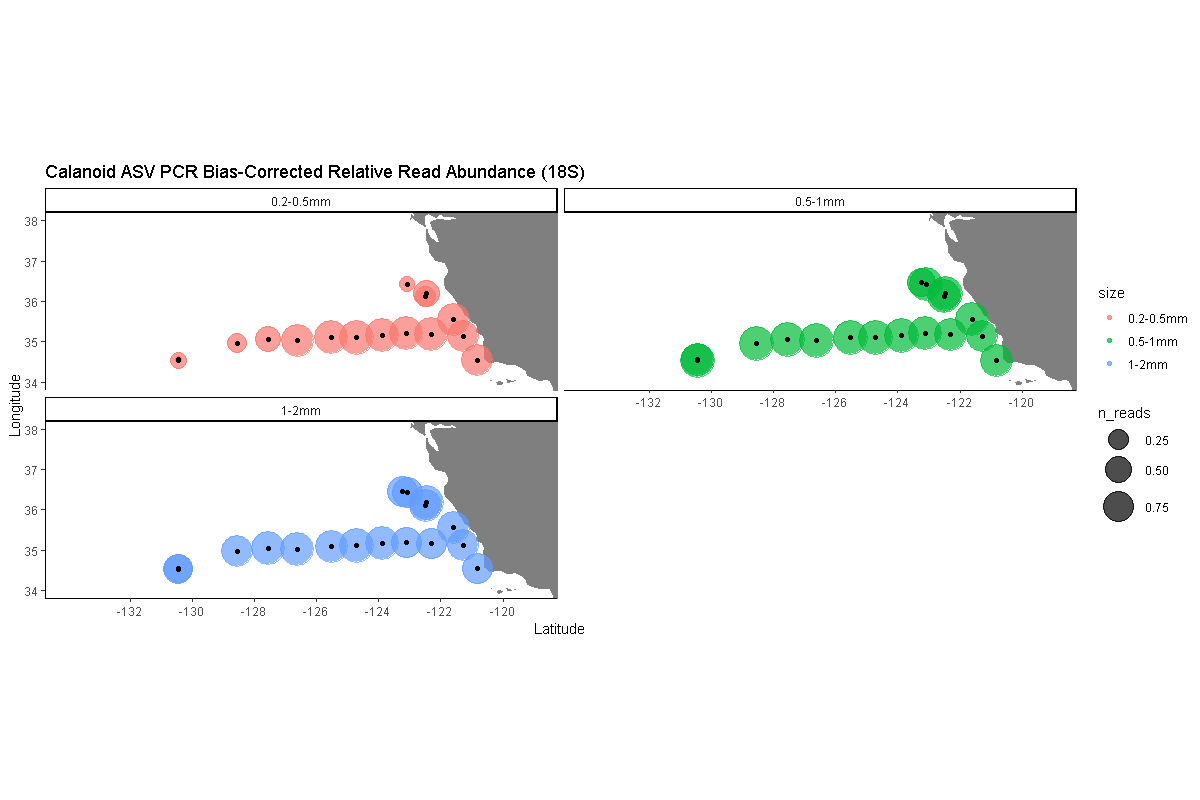 Calanoid ASV PCR Bias-Corrected Relative Read Abundance (18S)
0.2-0.5mm
0.5-1mm
38
37
36
35
34
-132 -130 -128 -126 -124 -122 -120
1-2mm
38
37
36
35
34
-132 -130 -128 -126 -124 -122 -120
Longitude
Latitude
size
0.2-0.5mm
0.5-1mm
1-2mm
n_reads
0.25
0.50
0.75